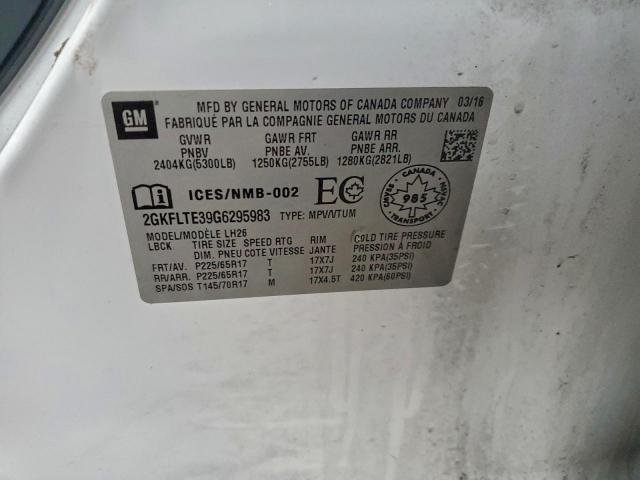 GM
MFD BY GENERAL MOTORS OF CANADA COMPANY 03/16
FABRIQUÉ PAR LA COMPAGNIE GENERAL MOTORS DU CANADA
GVWR GAWR FRT GAWR RR
PNBV PNBE AV. PNBE ARR.
2404KG(5300LB) 1250KG(2755LB) 1280KG(2821LB)
ICES/NMB-002 EC
CANADA 985 TRANSPORT
2GKFLTE39G6295983 TYPE: MPV/VTUM
MODEL/MODÈLE LH26
LBCK TIRE SIZE SPEED RTG RIM COLD TIRE PRESSURE
DIM. PNEU COTE VITESSE JANTE PRESSION À FROID
FRT/AV. P225/65R17 T 17X7J 240 KPA(35PSI)
RR/ARR. P225/65R17 T 17X7J 240 KPA(35PSI)
SPA/SOS T145/70R17 M 17X4.5T 420 KPA(60PSI)